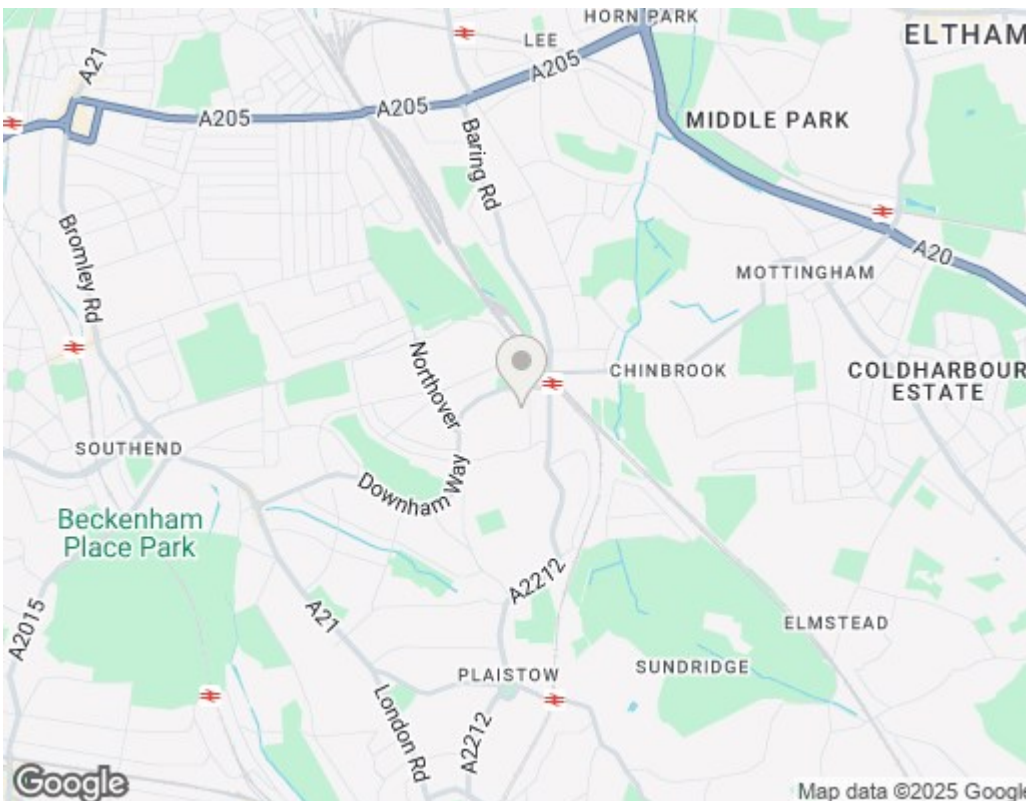 HORN PARK
ELTHAM
LEE
A21
A205
A205
A205
MIDDLE PARK
Baring Rd
Bromley Rd
A20
MOTTINGHAM
Northover
CHINBROOK
COLDHARBOUR
ESTATE
SOUTHEND
Downham Way
Beckenham
Place Park
A2212
A21
A2015
ELMSTEAD
PLAISTOW
SUNDRIDGE
London Rd
A2212
Google
Map data ©2025 Google